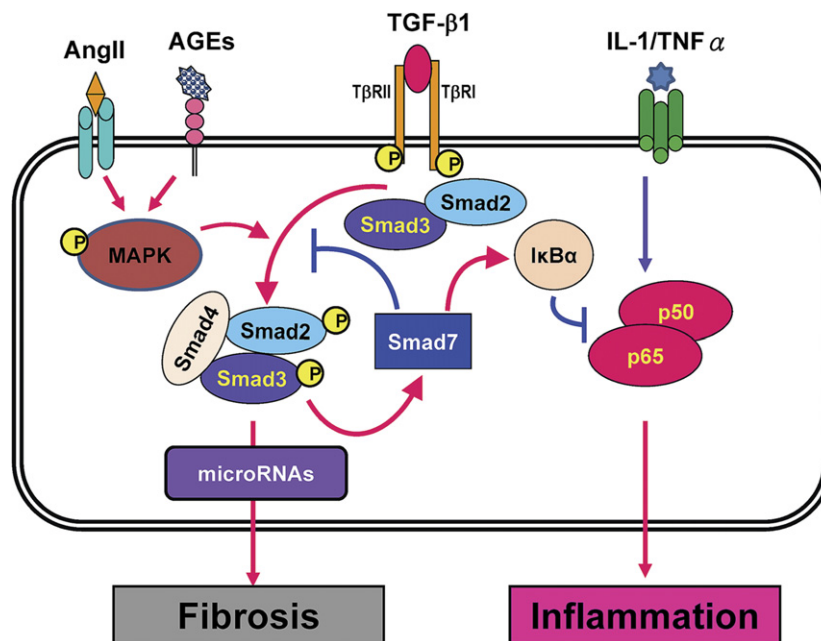 TGF-β1
AngII
AGEs
IL-1/TNF α
TβRII
TβRI
P
P
Smad2
Smad3
P
MAPK
IκBα
Smad4
Smad2
P
Smad3
P
Smad7
p50
p65
microRNAs
Fibrosis
Inflammation